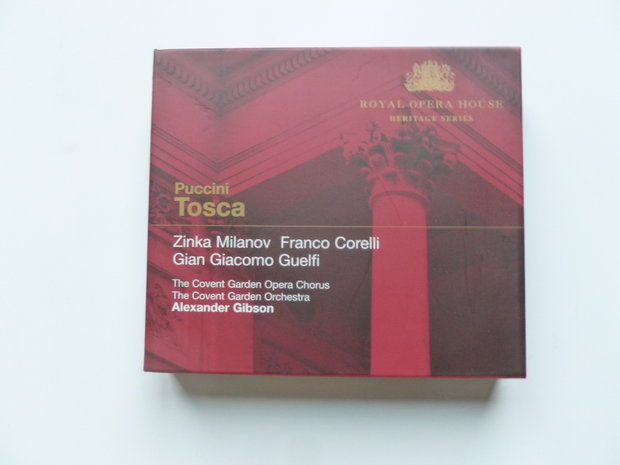 ROYAL OPERA HOUSE
HERITAGE SERIES
Puccini
Tosca
Zinka Milanov Franco Corelli
Gian Giacomo Guelfi
The Covent Garden Opera Chorus
The Covent Garden Orchestra
Alexander Gibson